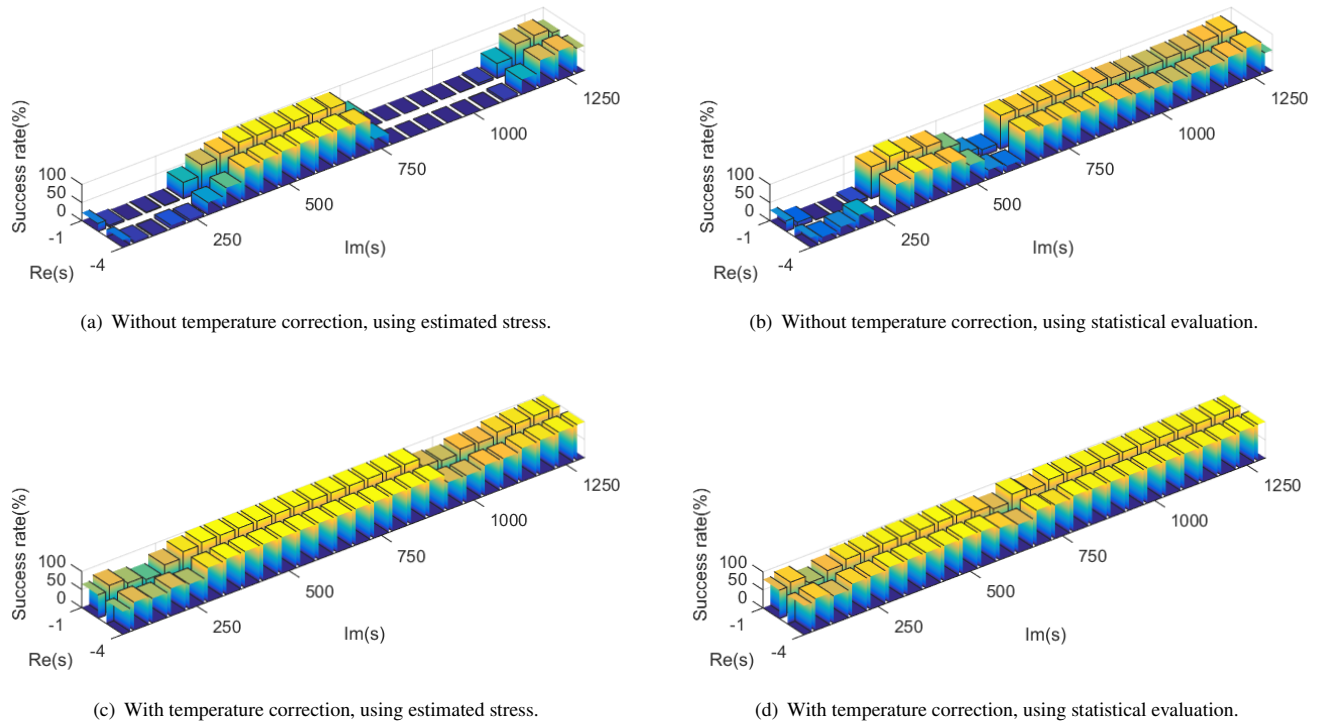 Success rate(%)
100
50
0
-1
Re(s)
-4
250
500
750
1000
1250
Im(s)
(a) Without temperature correction, using estimated stress.
Success rate(%)
100
50
0
-1
Re(s)
-4
250
500
750
1000
1250
Im(s)
(b) Without temperature correction, using statistical evaluation.
Success rate(%)
100
50
0
-1
Re(s)
-4
250
500
750
1000
1250
Im(s)
(c) With temperature correction, using estimated stress.
Success rate(%)
100
50
0
-1
Re(s)
-4
250
500
750
1000
1250
Im(s)
(d) With temperature correction, using statistical evaluation.